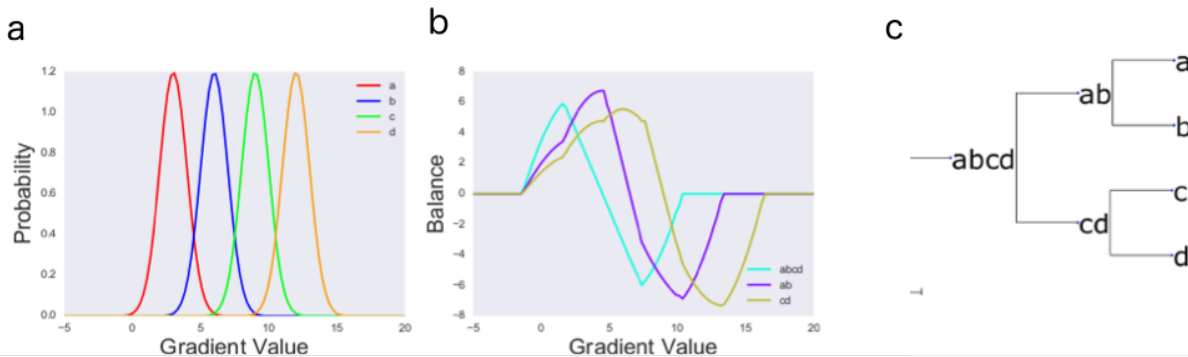 a
b
c
1.2
1.0
0.8
0.6
0.4
0.2
0.0
Probability
a
b
c
d
−5
0
5
10
15
20
Gradient Value
8
6
4
2
0
−2
−4
−6
−8
Balance
abcd
ab
cd
−5
0
5
10
15
20
Gradient Value
a
ab
b
abcd
c
cd
d